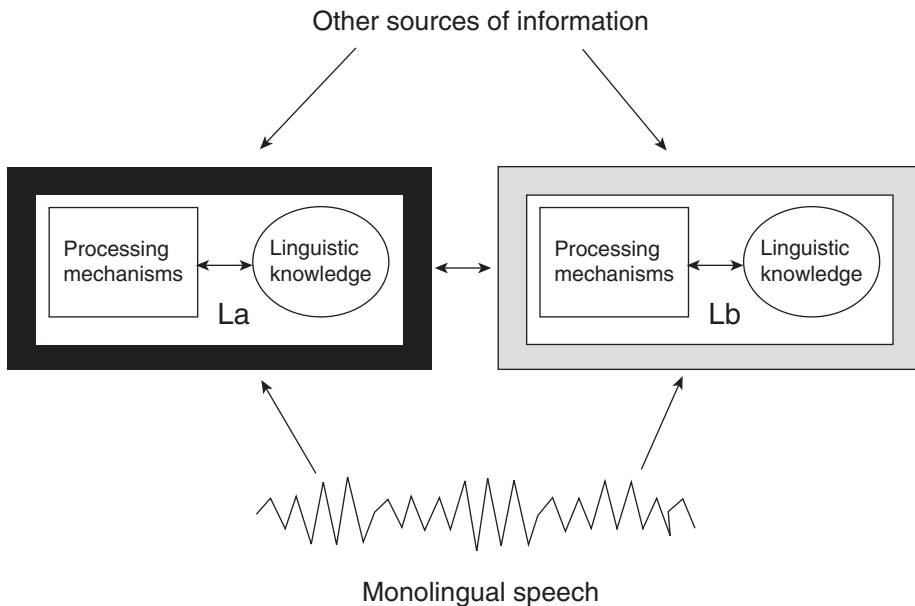 Other sources of information
Processing
mechanisms
Linguistic
knowledge
La
Processing
mechanisms
Linguistic
knowledge
Lb
Monolingual speech